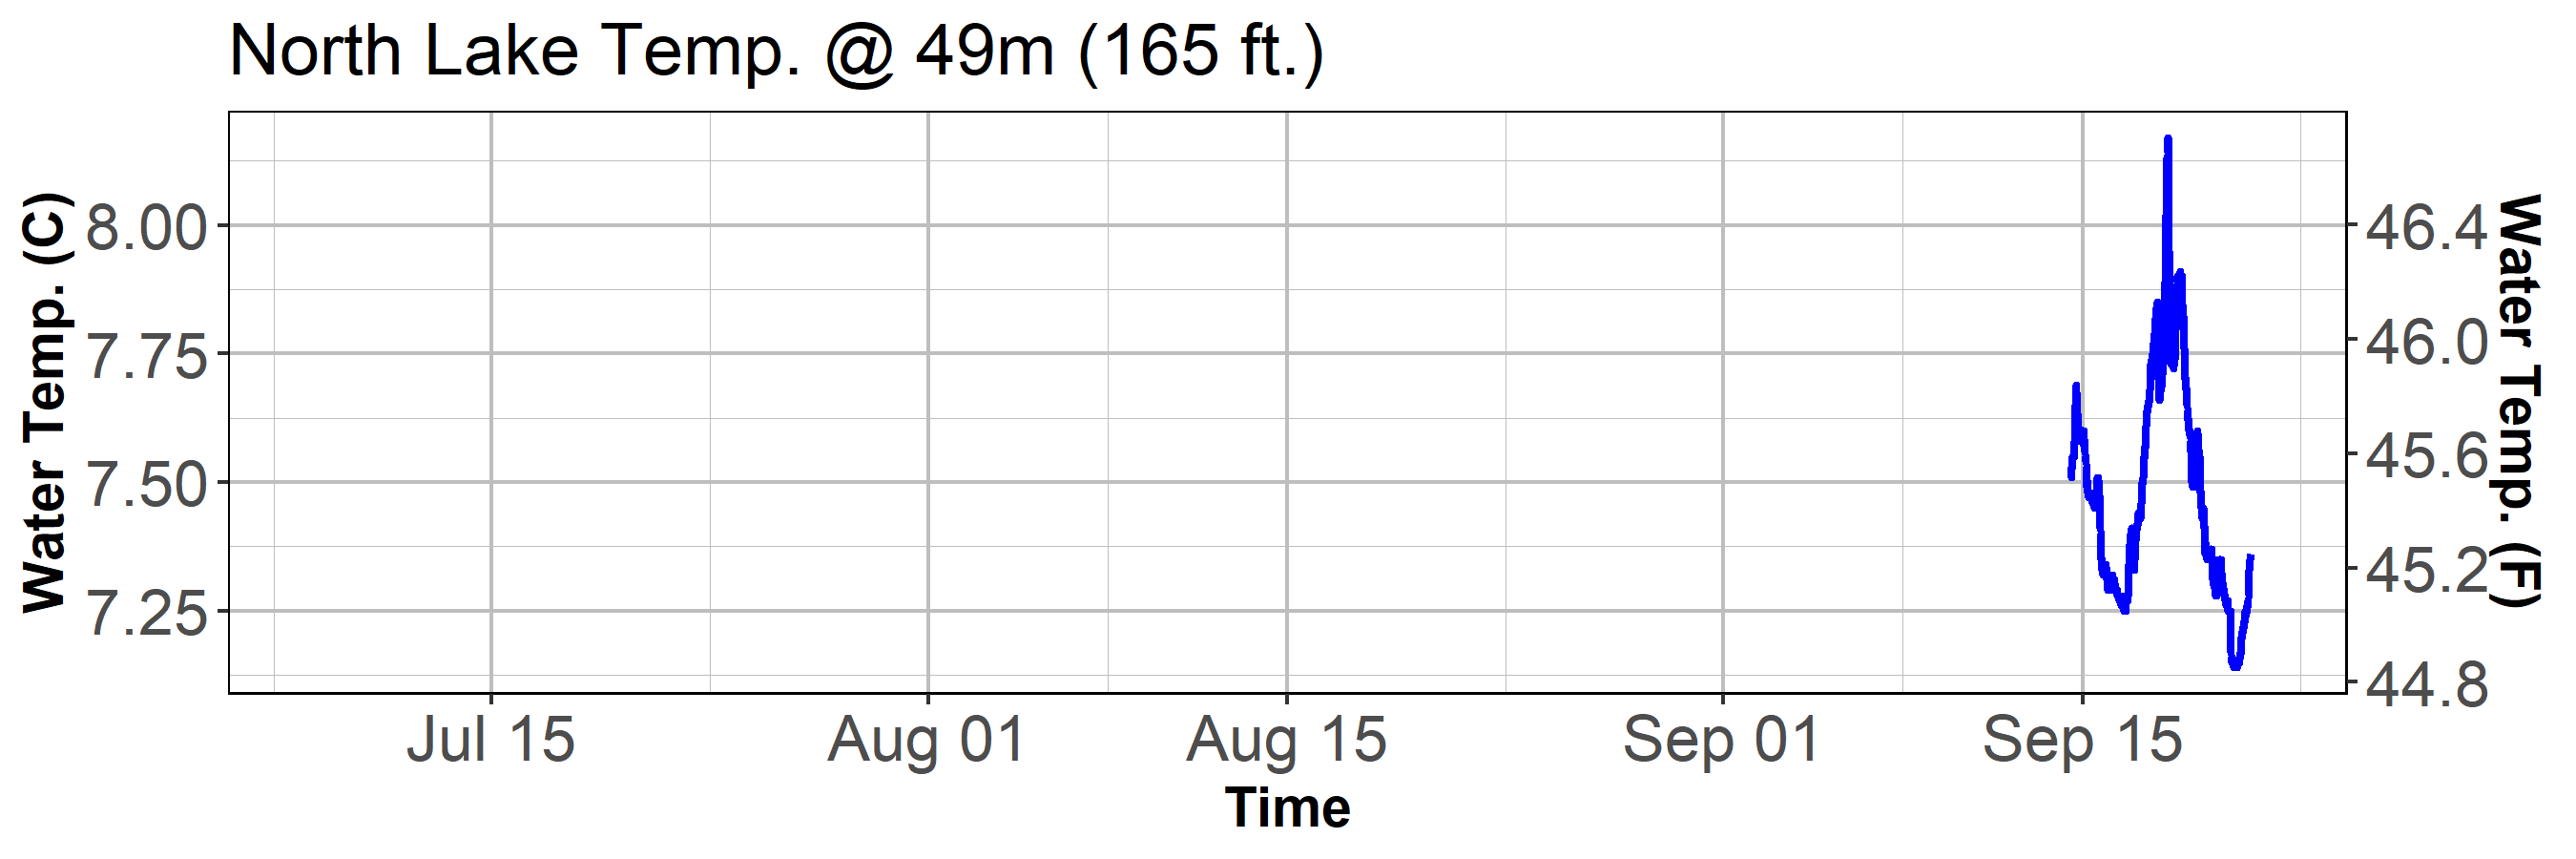 North Lake Temp. @ 49m (165 ft.)
Water Temp. (C)
8.00
7.75
7.50
7.25
46.4
46.0
45.6
45.2
44.8
Water Temp. (F)
Jul 15 Aug 01 Aug 15 Sep 01 Sep 15
Time